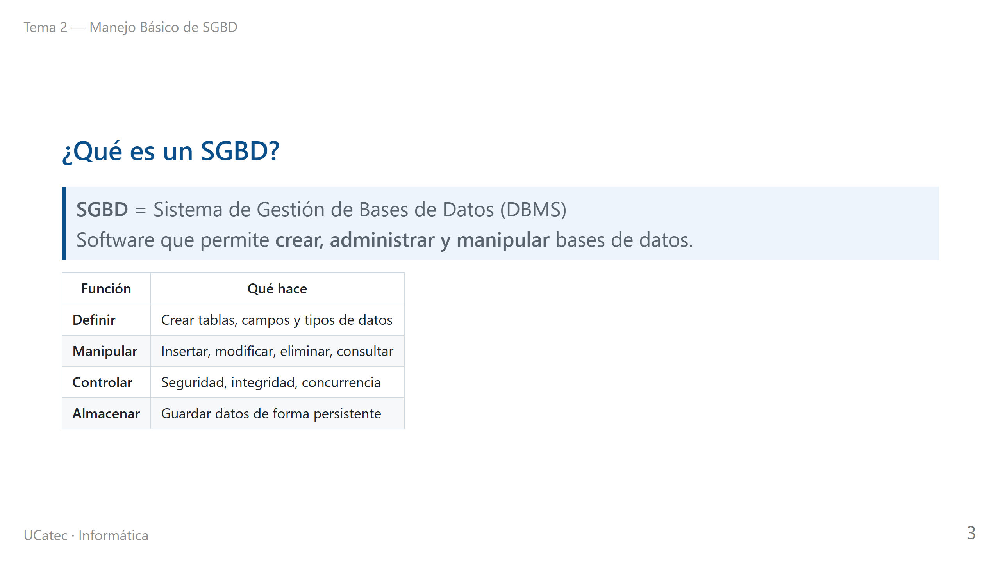 Tema 2 — Manejo Básico de SGBD
¿Qué es un SGBD?
SGBD = Sistema de Gestión de Bases de Datos (DBMS)
Software que permite crear, administrar y manipular bases de datos.
Función Qué hace
Definir Crear tablas, campos y tipos de datos
Manipular Insertar, modificar, eliminar, consultar
Controlar Seguridad, integridad, concurrencia
Almacenar Guardar datos de forma persistente
UCatec · Informática
3